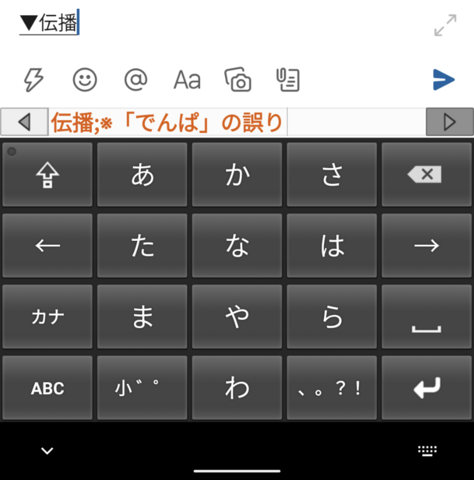 ▼伝播
@ Aa
伝播;※「でんぱ」の誤り
あ か さ
← た な は →
カナ ま や ら
ABC 小゛゜ わ 、。?!